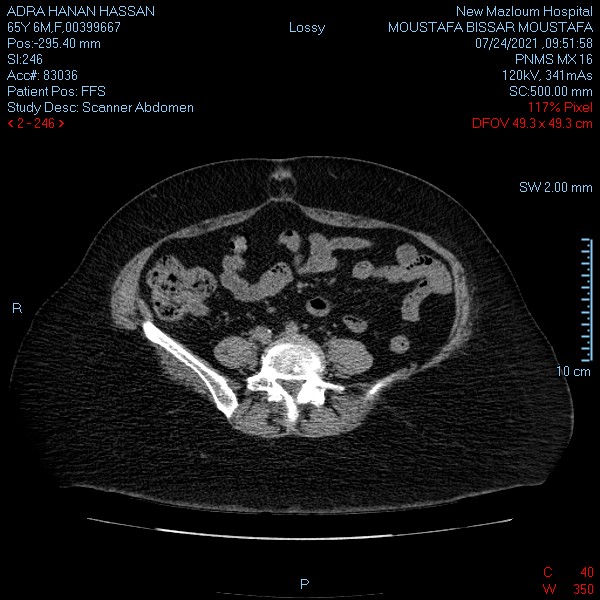 ADRA HANAN HASSAN
65Y 6M,F,00399667
Pos:-295.40 mm
SI:246
Acc#: 83036
Patient Pos: FFS
Study Desc: Scanner Abdomen
< 2 - 246 >
Lossy
New Mazloum Hospital
MOUSTAFA BISSAR MOUSTAFA
07/24/2021 ,09:51:58
PNMS MX 16
120kV, 341mAs
SC:500.00 mm
117% Pixel
DFOV 49.3 x 49.3 cm
SW 2.00 mm
R
10 cm
P
C 40
W 350